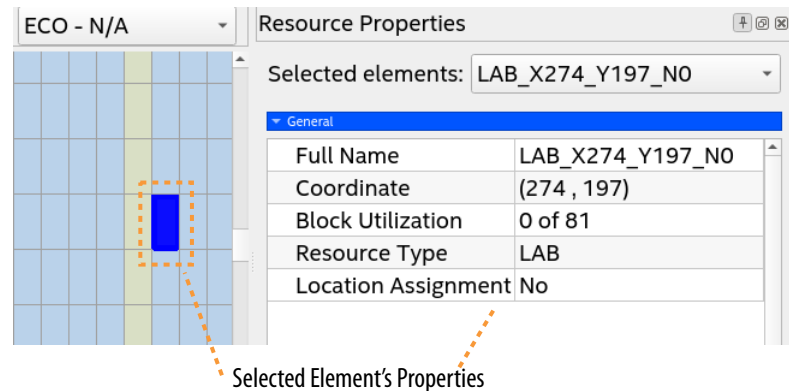 ECO - N/A
Resource Properties
Selected elements: LAB_X274_Y197_N0
General
Full Name LAB_X274_Y197_N0
Coordinate (274 , 197)
Block Utilization 0 of 81
Resource Type LAB
Location Assignment No
Selected Element's Properties